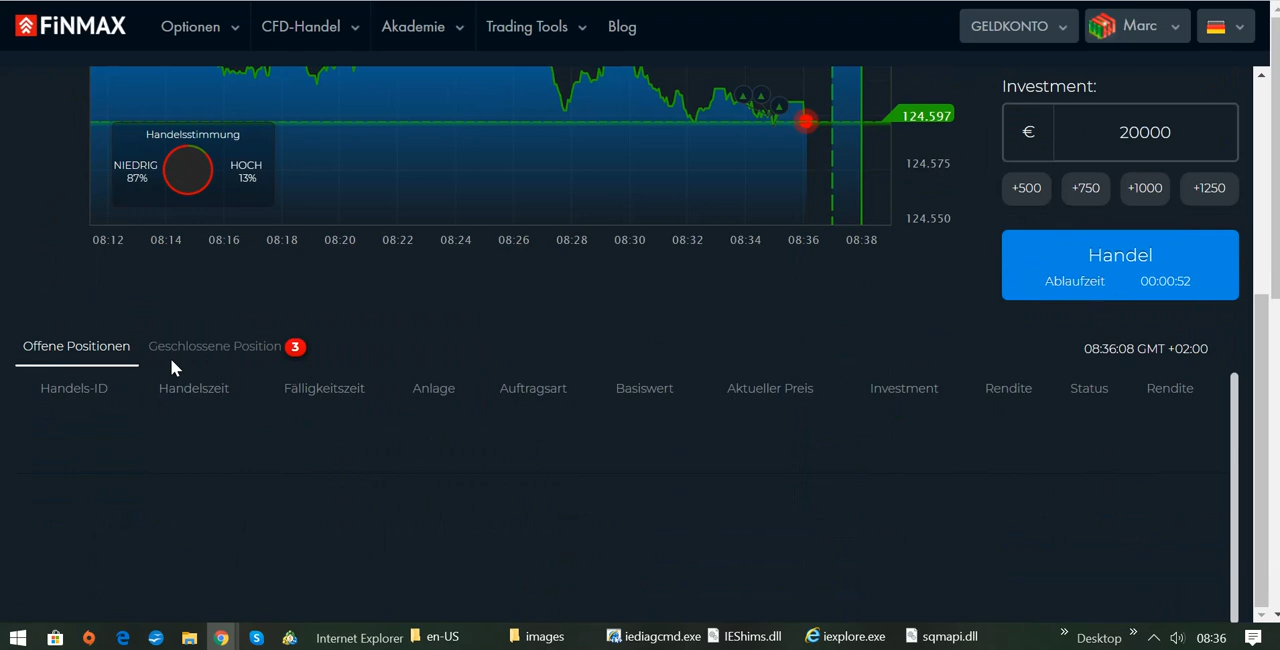 FiNMAX Optionen CFD-Handel Akademie Trading Tools Blog GELDKONTO Marc
Investment:
€ 20000
+500 +750 +1000 +1250
Handel
Ablaufzeit 00:00:52
Handelsstimmung
NIEDRIG
87%
HOCH
13%
124.597
124.575
124.550
08:12 08:14 08:16 08:18 08:20 08:22 08:24 08:26 08:28 08:30 08:32 08:34 08:36 08:38
Offene Positionen Geschlossene Position 3 08:36:08 GMT +02:00
Handels-ID Handelszeit Fälligkeitszeit Anlage Auftragsart Basiswert Aktueller Preis Investment Rendite Status Rendite
Internet Explorer en-US images iediagcmd.exe IEShims.dll iexplore.exe sqmapi.dll » Desktop » 08:36